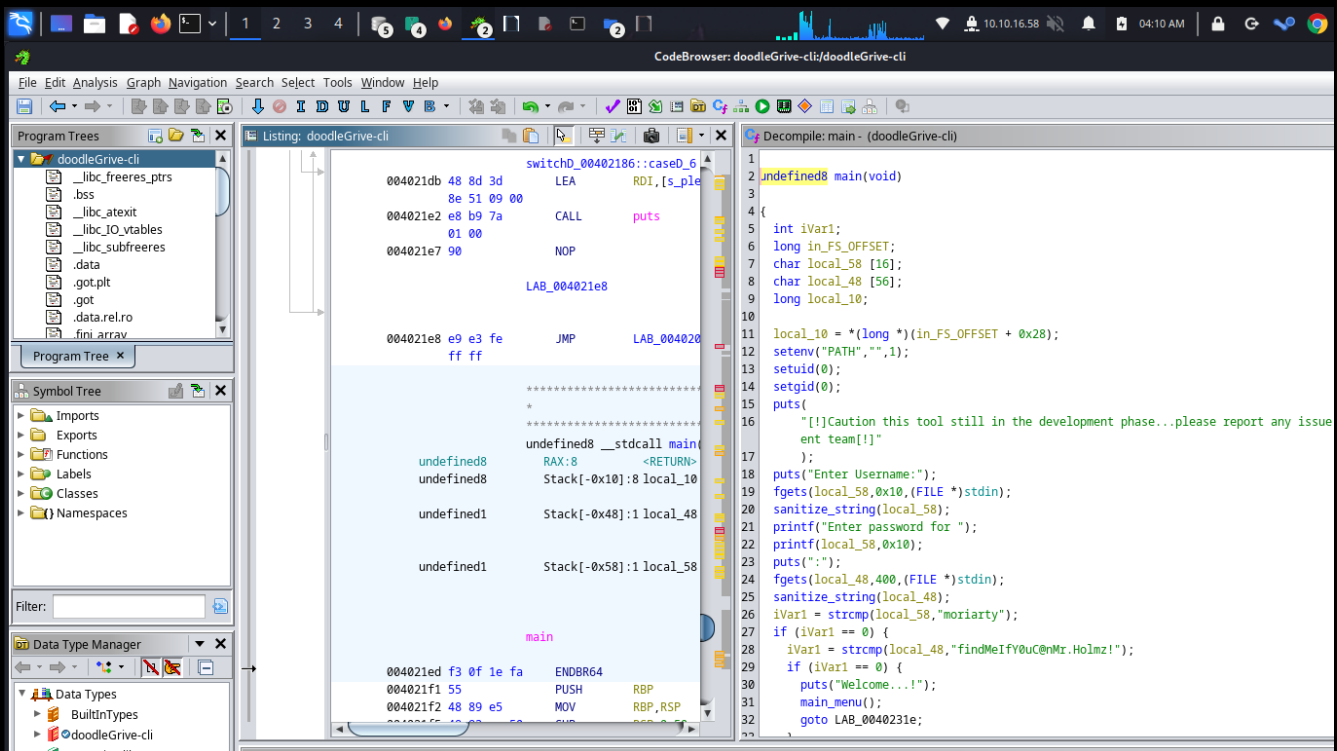 1 2 3 4 5 4 2 2 10.10.16.58 04:10 AM
CodeBrowser: doodleGrive-cli:/doodleGrive-cli
File Edit Analysis Graph Navigation Search Select Tools Window Help
I D U L F V B
Program Trees
doodleGrive-cli
__libc_freeres_ptrs
.bss
__libc_atexit
__libc_IO_vtables
__libc_subfreeres
.data
.got.plt
.got
.data.rel.ro
.fini_array
Program Tree ×
Symbol Tree
Imports
Exports
Functions
Labels
Classes
Namespaces
Filter:
Data Type Manager
Data Types
BuiltInTypes
doodleGrive-cli
Listing: doodleGrive-cli
switchD_00402186::caseD_6
004021db 48 8d 3d LEA RDI,[s_ple
8e 51 09 00
004021e2 e8 b9 7a CALL puts
01 00
004021e7 90 NOP
LAB_004021e8
004021e8 e9 e3 fe JMP LAB_004020
ff ff
*************************
*
*************************
undefined8 __stdcall main(
undefined8 RAX:8 <RETURN>
undefined8 Stack[-0x10]:8 local_10
undefined1 Stack[-0x48]:1 local_48
undefined1 Stack[-0x58]:1 local_58
main
004021ed f3 0f 1e fa ENDBR64
004021f1 55 PUSH RBP
004021f2 48 89 e5 MOV RBP,RSP
Decompile: main - (doodleGrive-cli)
1
2 undefined8 main(void)
3
4 {
5 int iVar1;
6 long in_FS_OFFSET;
7 char local_58 [16];
8 char local_48 [56];
9 long local_10;
10
11 local_10 = *(long *)(in_FS_OFFSET + 0x28);
12 setenv("PATH","",1);
13 setuid(0);
14 setgid(0);
15 puts(
16 "[!]Caution this tool still in the development phase...please report any issue
ent team[!]"
17 );
18 puts("Enter Username:");
19 fgets(local_58,0x10,(FILE *)stdin);
20 sanitize_string(local_58);
21 printf("Enter password for ");
22 printf(local_58,0x10);
23 puts(":");
24 fgets(local_48,400,(FILE *)stdin);
25 sanitize_string(local_48);
26 iVar1 = strcmp(local_58,"moriarty");
27 if (iVar1 == 0) {
28 iVar1 = strcmp(local_48,"findMeIfY0uC@nMr.Holmz!");
29 if (iVar1 == 0) {
30 puts("Welcome...!");
31 main_menu();
32 goto LAB_0040231e;